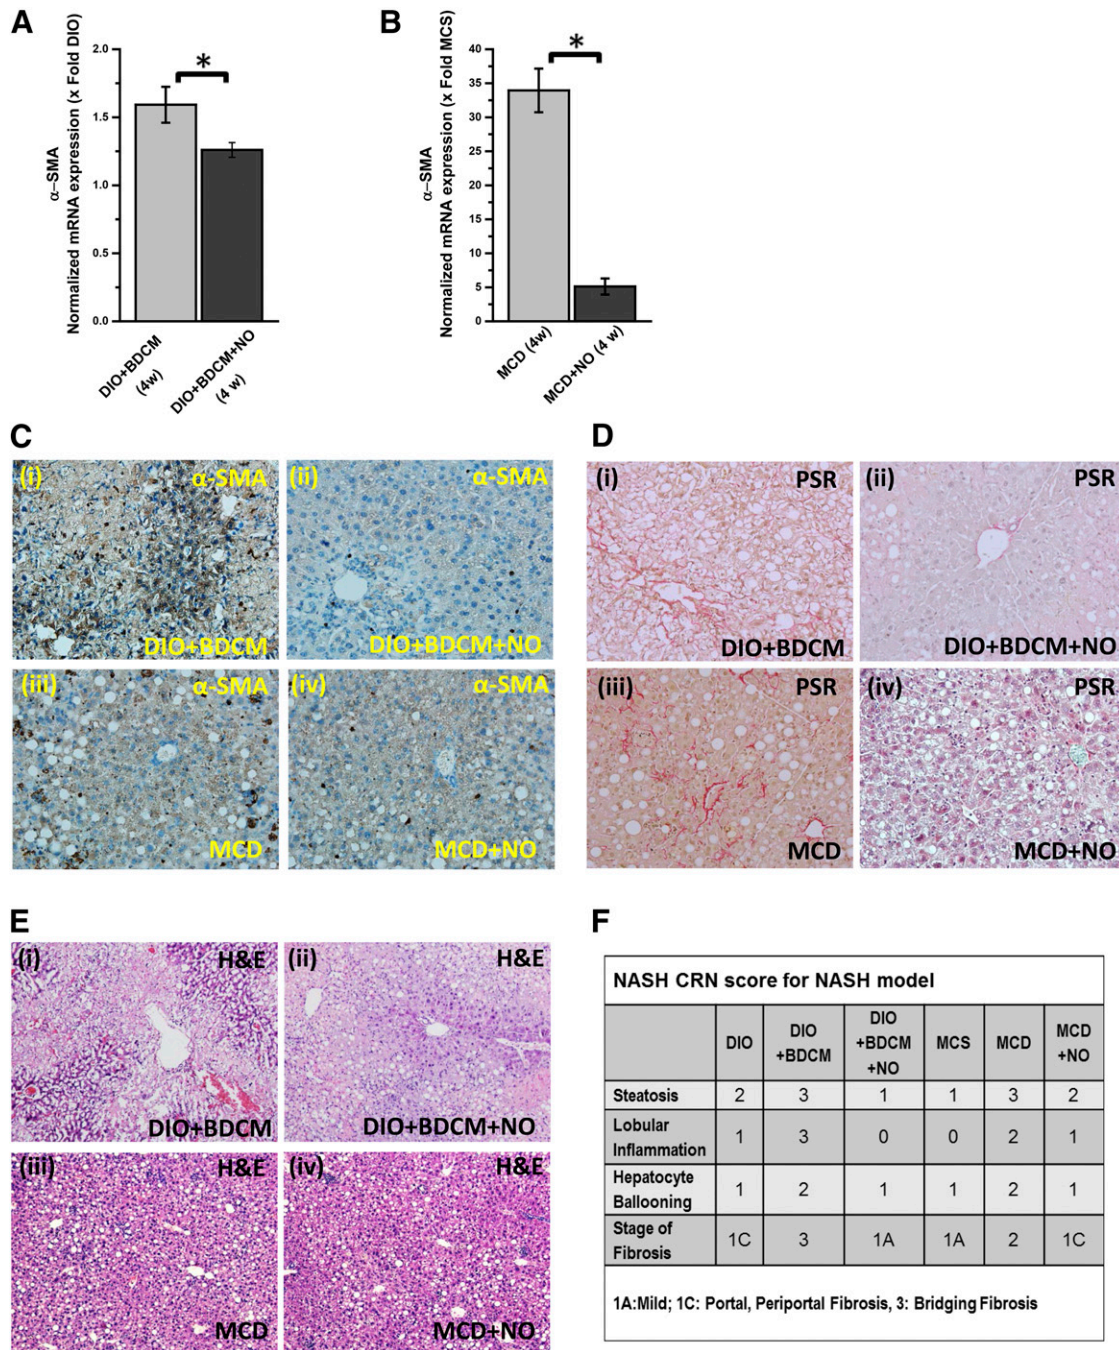 A
α−SMA
Normalized mRNA expression (x Fold DIO)
2.0
1.5
1.0
0.5
0.0
*
DIO+BDCM
(4w)
DIO+BDCM+NO
(4 w)
B
α−SMA
Normalized mRNA expression (x Fold MCS)
40
35
30
25
20
15
10
5
0
*
MCD (4w)
MCD+NO (4 w)
C
(i) α-SMA
DIO+BDCM
(ii) α-SMA
DIO+BDCM+NO
(iii) α-SMA
MCD
(iv) α-SMA
MCD+NO
D
(i) PSR
DIO+BDCM
(ii) PSR
DIO+BDCM+NO
(iii) PSR
MCD
(iv) PSR
MCD+NO
E
(i) H&E
DIO+BDCM
(ii) H&E
DIO+BDCM+NO
(iii) H&E
MCD
(iv) H&E
MCD+NO
F
NASH CRN score for NASH model
DIO DIO +BDCM DIO +BDCM +NO MCS MCD MCD +NO
Steatosis 2 3 1 1 3 2
Lobular Inflammation 1 3 0 0 2 1
Hepatocyte Ballooning 1 2 1 1 2 1
Stage of Fibrosis 1C 3 1A 1A 2 1C
1A:Mild; 1C: Portal, Periportal Fibrosis, 3: Bridging Fibrosis